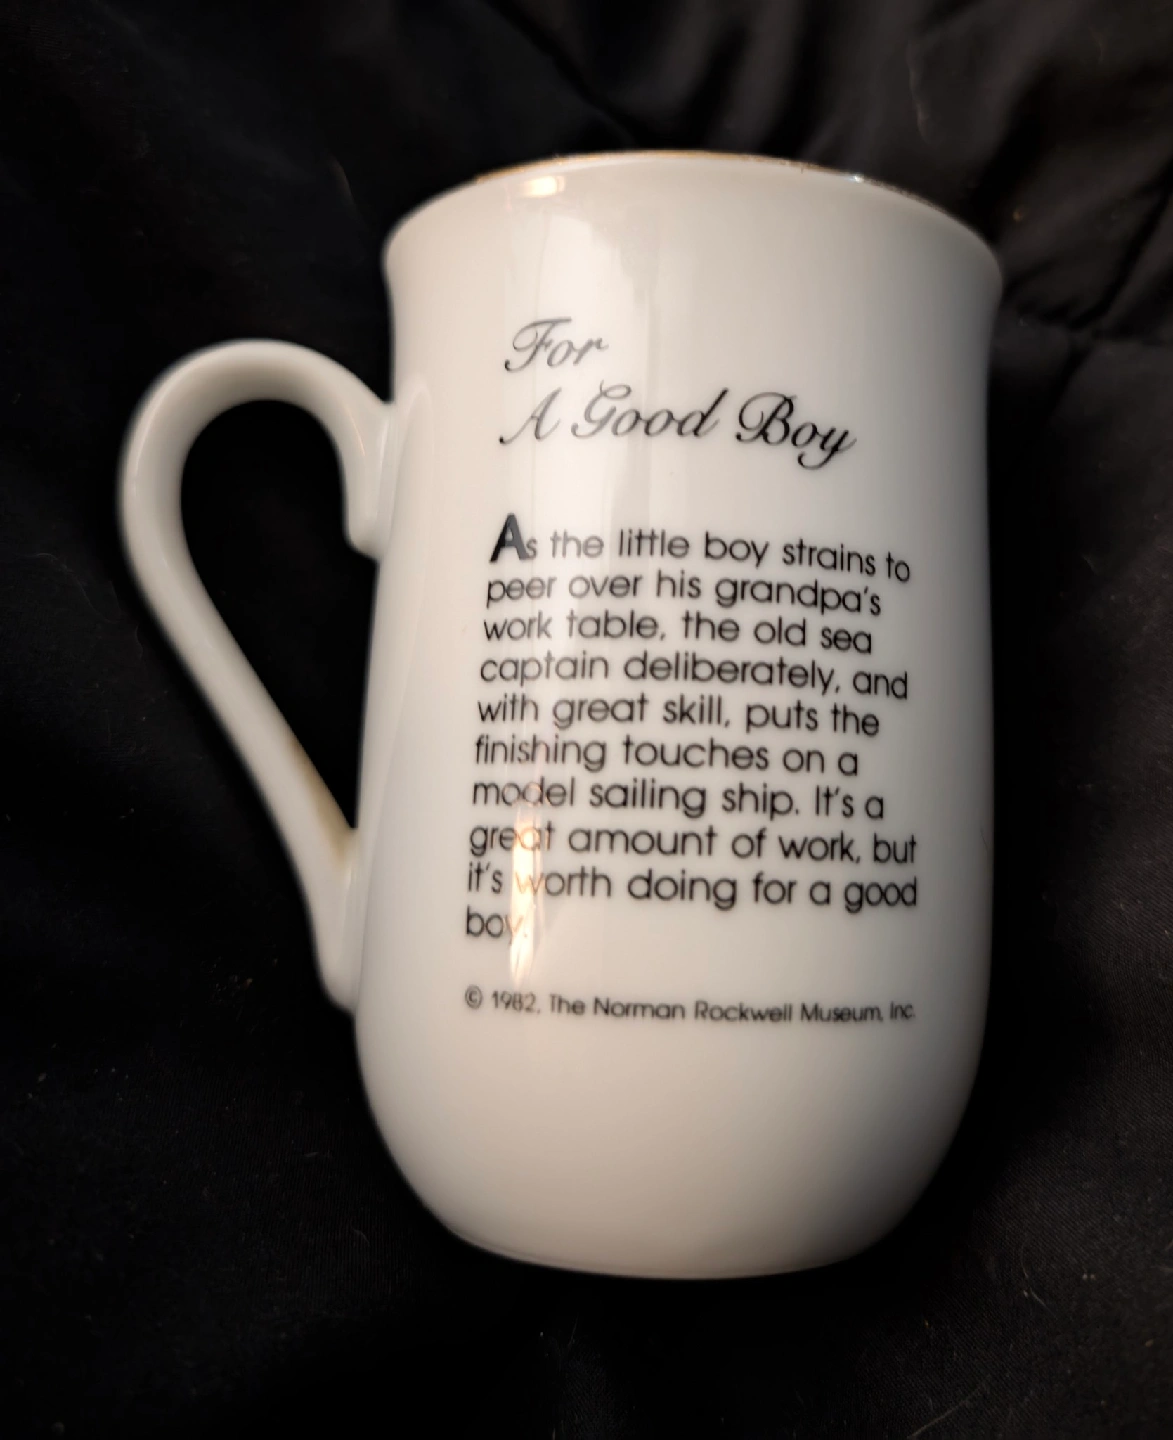 For
A Good Boy
As the little boy strains to
peer over his grandpa's
work table, the old sea
captain deliberately, and
with great skill, puts the
finishing touches on a
model sailing ship. It's a
great amount of work, but
it's worth doing for a good
boy.
© 1982, The Norman Rockwell Museum, Inc.